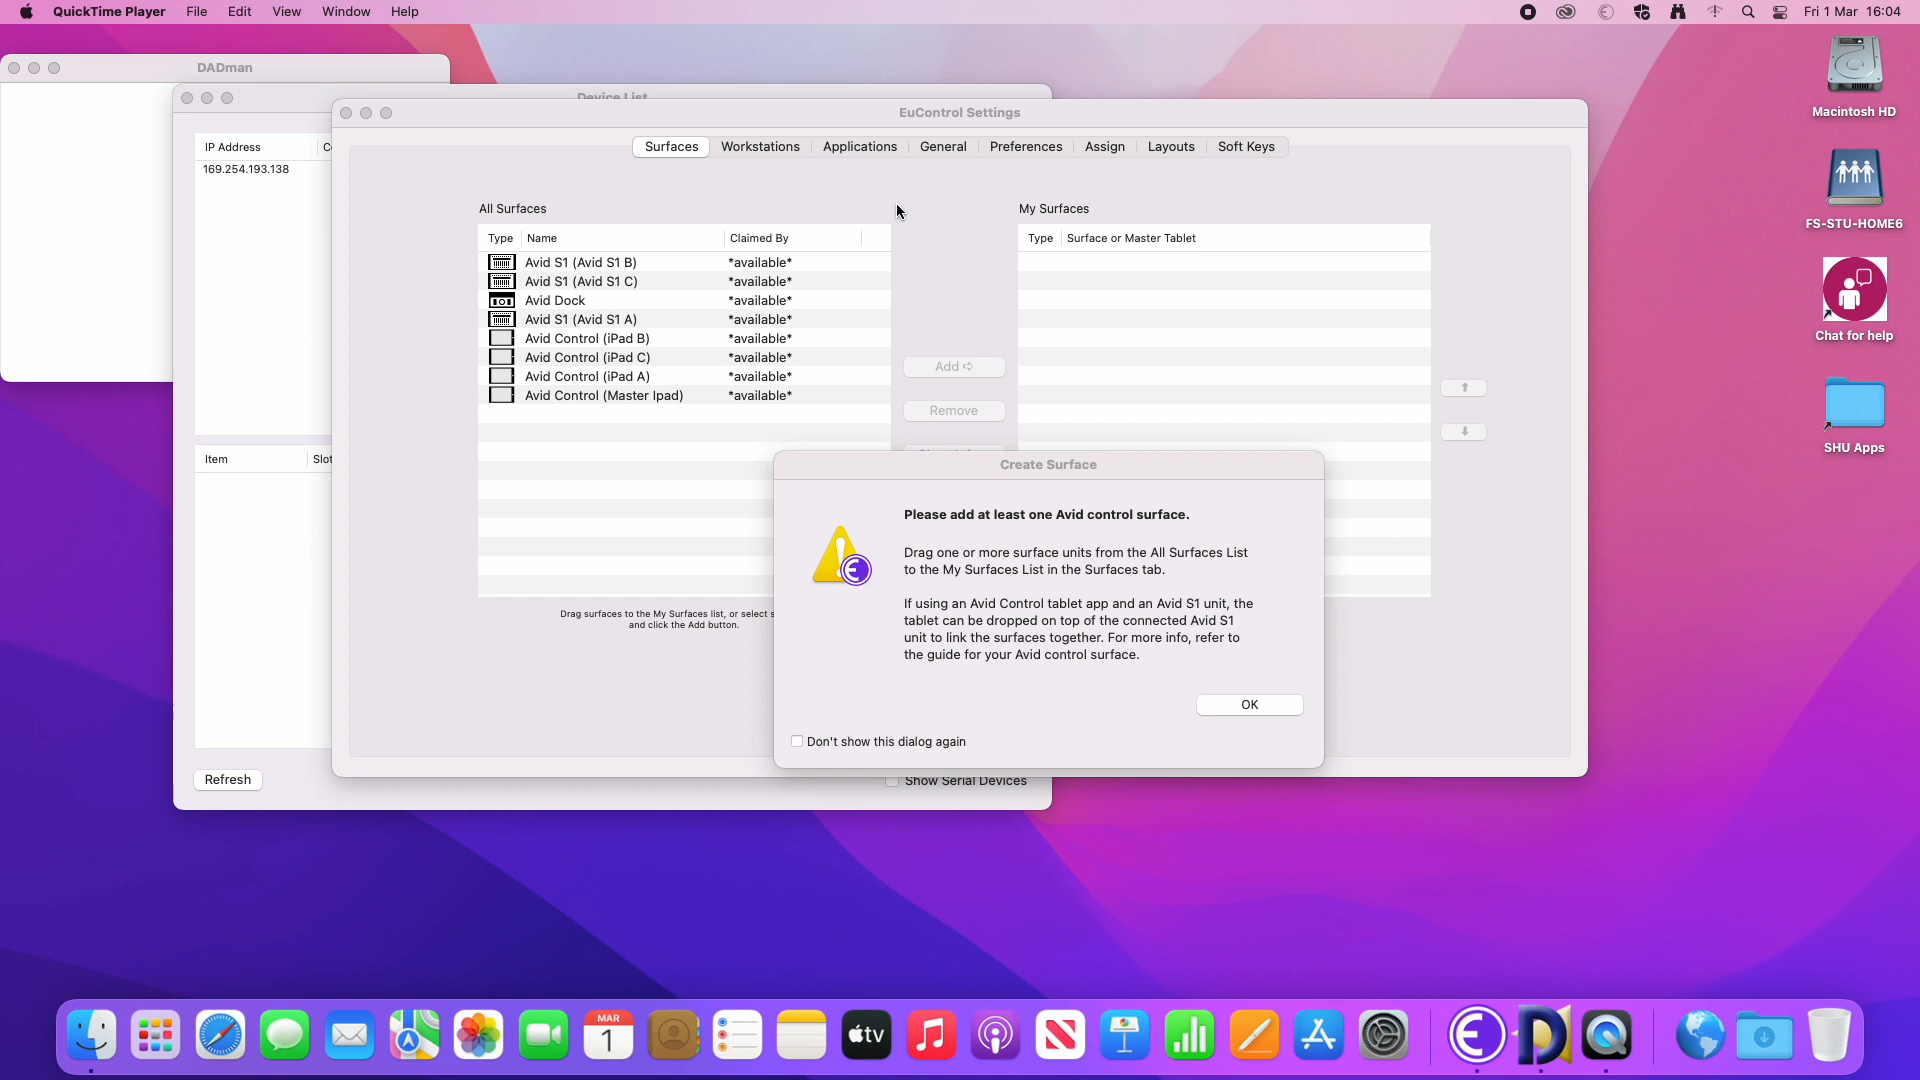 QuickTime Player File Edit View Window Help Fri 1 Mar 16:04
DADman
Device List
IP Address
169.254.193.138
Item Slot
Refresh
Show Serial Devices
EuControl Settings
Surfaces Workstations Applications General Preferences Assign Layouts Soft Keys
All Surfaces
Type Name Claimed By
Avid S1 (Avid S1 B) *available*
Avid S1 (Avid S1 C) *available*
Avid Dock *available*
Avid S1 (Avid S1 A) *available*
Avid Control (iPad B) *available*
Avid Control (iPad C) *available*
Avid Control (iPad A) *available*
Avid Control (Master Ipad) *available*
Drag surfaces to the My Surfaces list, or select s
and click the Add button.
Add
Remove
My Surfaces
Type Surface or Master Tablet
Create Surface
Please add at least one Avid control surface.
Drag one or more surface units from the All Surfaces List
to the My Surfaces List in the Surfaces tab.
If using an Avid Control tablet app and an Avid S1 unit, the
tablet can be dropped on top of the connected Avid S1
unit to link the surfaces together. For more info, refer to
the guide for your Avid control surface.
OK
Don't show this dialog again
Macintosh HD
FS-STU-HOME6
Chat for help
SHU Apps
MAR
1
tv